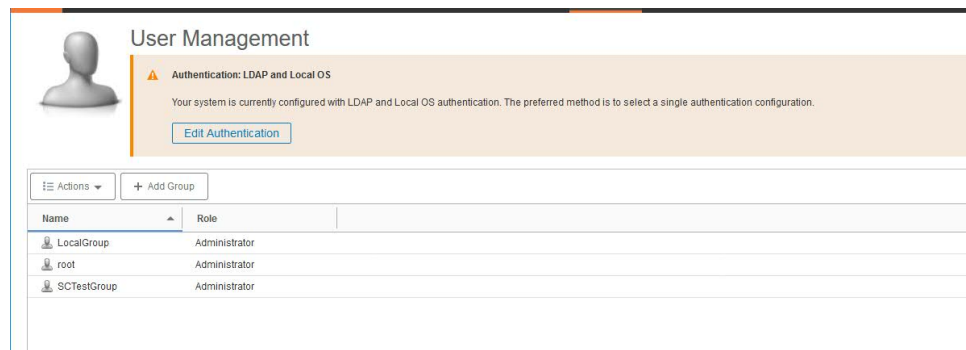 User Management
Authentication: LDAP and Local OS
Your system is currently configured with LDAP and Local OS authentication. The preferred method is to select a single authentication configuration.
Edit Authentication
Actions + Add Group
Name Role
LocalGroup Administrator
root Administrator
SCTestGroup Administrator